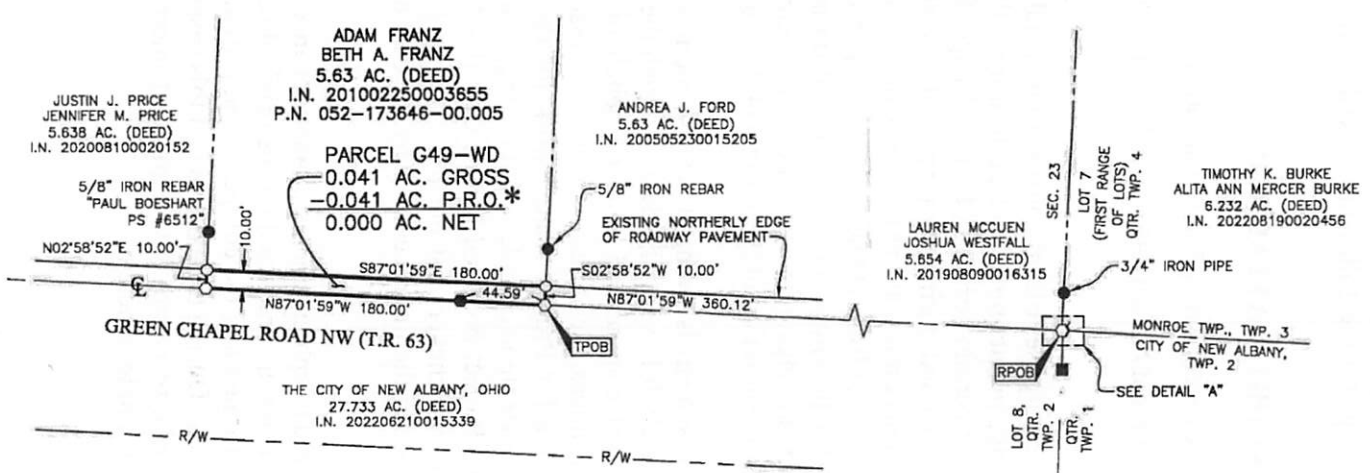 ADAM FRANZ
BETH A. FRANZ
5.63 AC. (DEED)
I.N. 201002250003655
P.N. 052-173646-00.005
JUSTIN J. PRICE
JENNIFER M. PRICE
5.638 AC. (DEED)
I.N. 202008100020152
ANDREA J. FORD
5.63 AC. (DEED)
I.N. 200505230015205
PARCEL G49-WD
0.041 AC. GROSS
-0.041 AC. P.R.O.*
0.000 AC. NET
5/8" IRON REBAR
"PAUL BOESHART
PS #6512"
5/8" IRON REBAR
EXISTING NORTHERLY EDGE
OF ROADWAY PAVEMENT
LAUREN MCCUEN
JOSHUA WESTFALL
5.654 AC. (DEED)
I.N. 201908090016315
SEC. 23
LOT 7
(FIRST RANGE
OF LOTS)
QTR. TWP. 4
TIMOTHY K. BURKE
ALITA ANN MERCER BURKE
6.232 AC. (DEED)
I.N. 202208190020456
3/4" IRON PIPE
N02°58'52"E 10.00'
10.00'
S87°01'59"E 180.00'
S02°58'52"W 10.00'
CL
N87°01'59"W 180.00'
44.59'
N87°01'59"W 360.12'
GREEN CHAPEL ROAD NW (T.R. 63)
TPOB
MONROE TWP., TWP. 3
CITY OF NEW ALBANY,
TWP. 2
RPOB
SEE DETAIL "A"
THE CITY OF NEW ALBANY, OHIO
27.733 AC. (DEED)
I.N. 202206210015339
LOT 8,
QTR.
TWP. 2
QTR.
TWP. 1
R/W
R/W